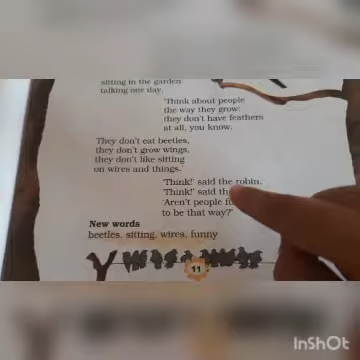 sitting in the garden
talking one day.
'Think about people
the way they grow:
they don't have feathers
at all, you know.
They don't eat beetles,
they don't grow wings,
they don't like sitting
on wires and things.
'Think!' said the robin.
'Think!' said
'Aren't people
to be that way?'
New words
beetles, sitting, wires, funny
11
InShOt